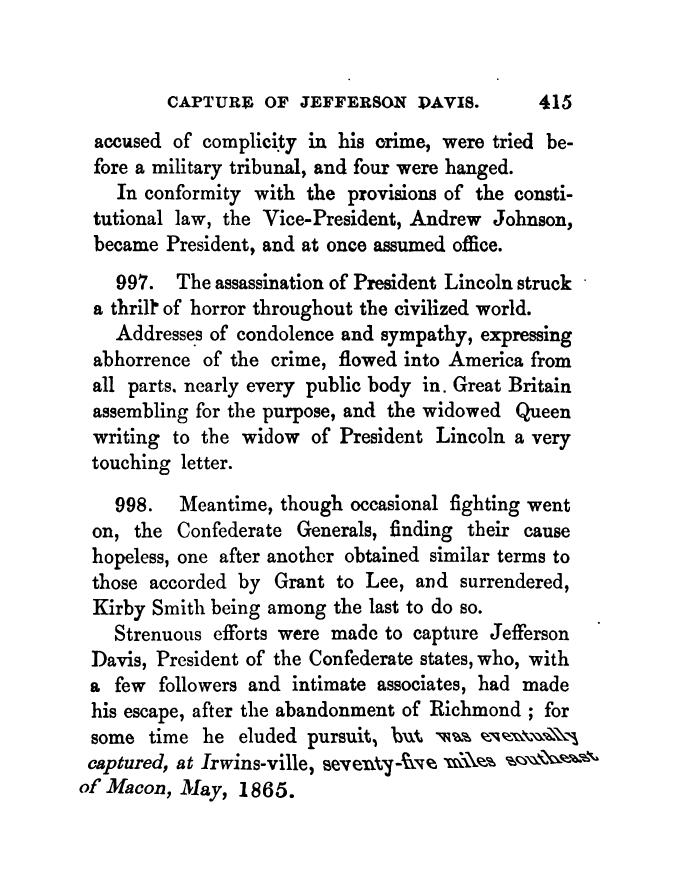 CAPTURE OF JEFFERSON DAVIS. 415
accused of complicity in his crime, were tried be-
fore a military tribunal, and four were hanged.
In conformity with the provisions of the consti-
tutional law, the Vice-President, Andrew Johnson,
became President, and at once assumed office.
997. The assassination of President Lincoln struck
a thrill of horror throughout the civilized world.
Addresses of condolence and sympathy, expressing
abhorrence of the crime, flowed into America from
all parts. nearly every public body in. Great Britain
assembling for the purpose, and the widowed Queen
writing to the widow of President Lincoln a very
touching letter.
998. Meantime, though occasional fighting went
on, the Confederate Generals, finding their cause
hopeless, one after another obtained similar terms to
those accorded by Grant to Lee, and surrendered,
Kirby Smith being among the last to do so.
Strenuous efforts were made to capture Jefferson
Davis, President of the Confederate states, who, with
a few followers and intimate associates, had made
his escape, after the abandonment of Richmond ; for
some time he eluded pursuit, but was eventually
captured, at Irwins-ville, seventy-five miles southeast
of Macon, May, 1865.